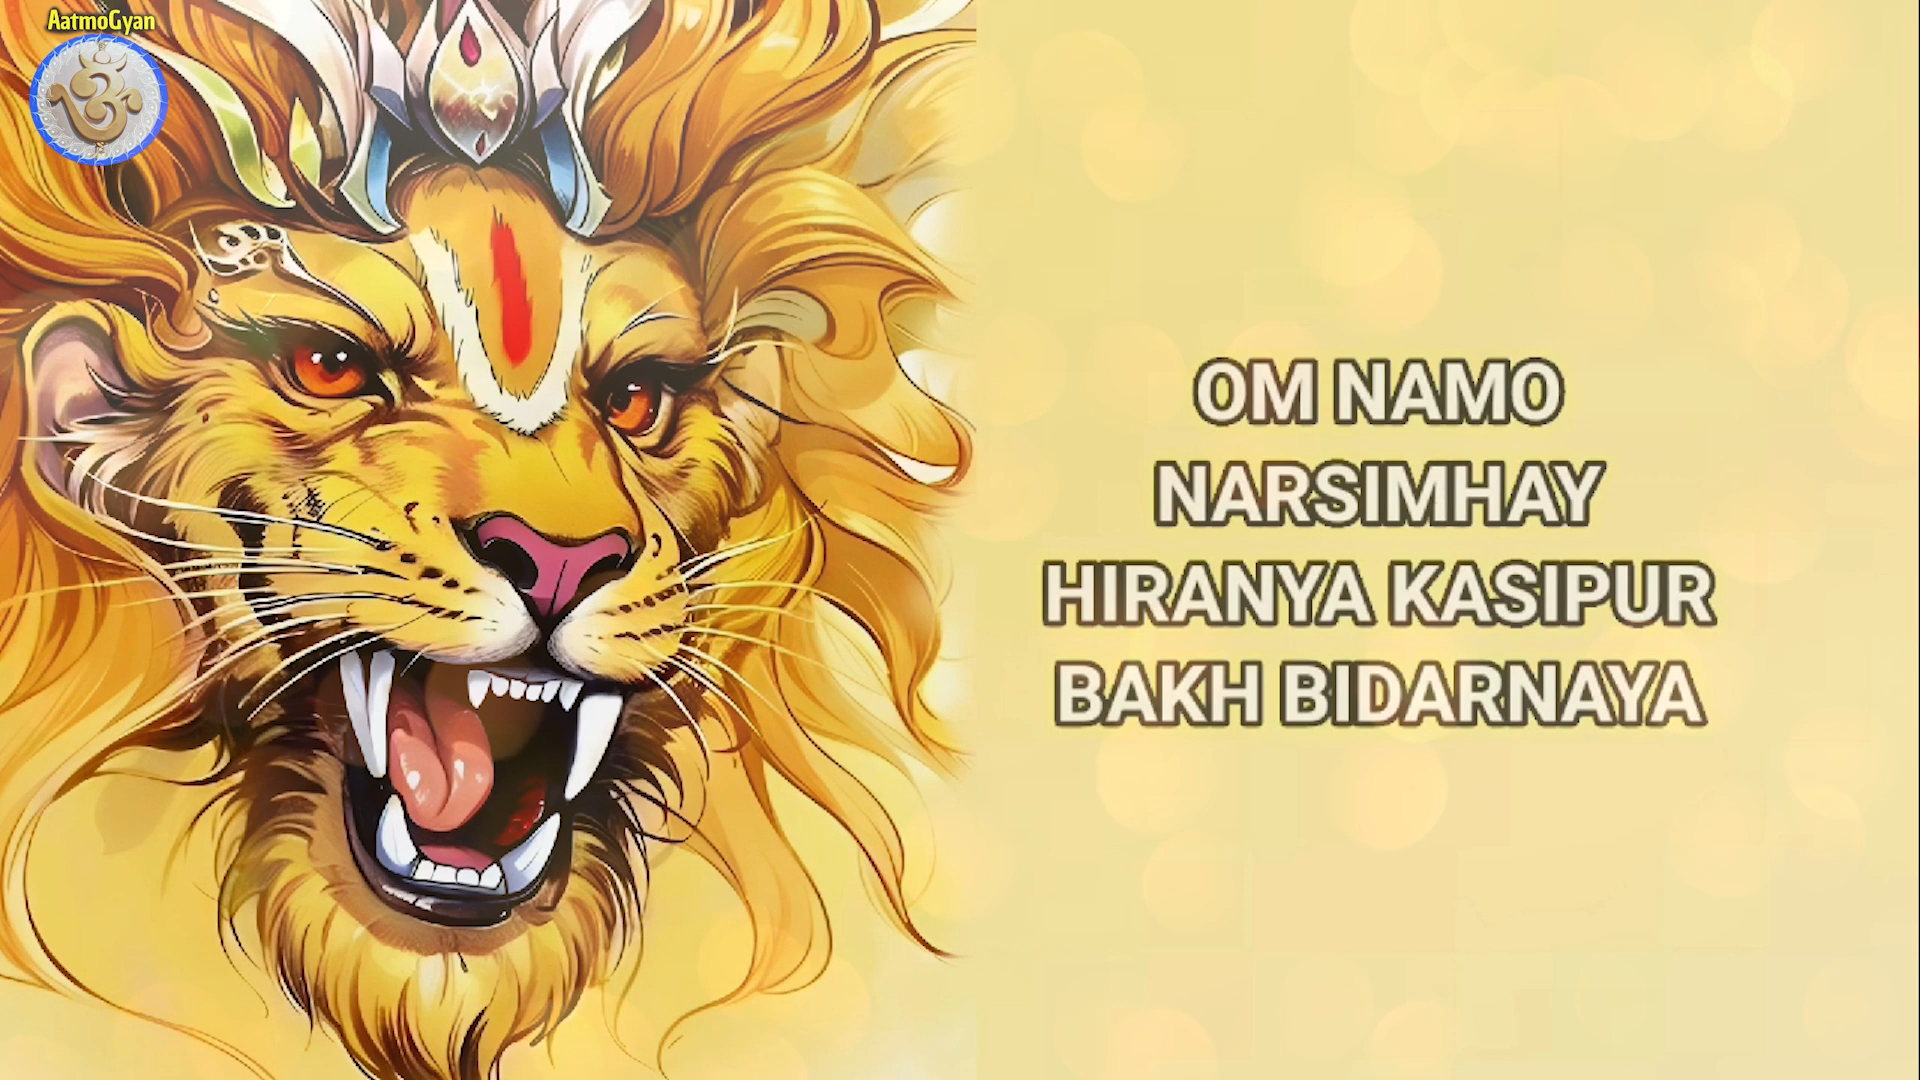 AatmoGyan
ॐ
OM NAMO
NARSIMHAY
HIRANYA KASIPUR
BAKH BIDARNAYA